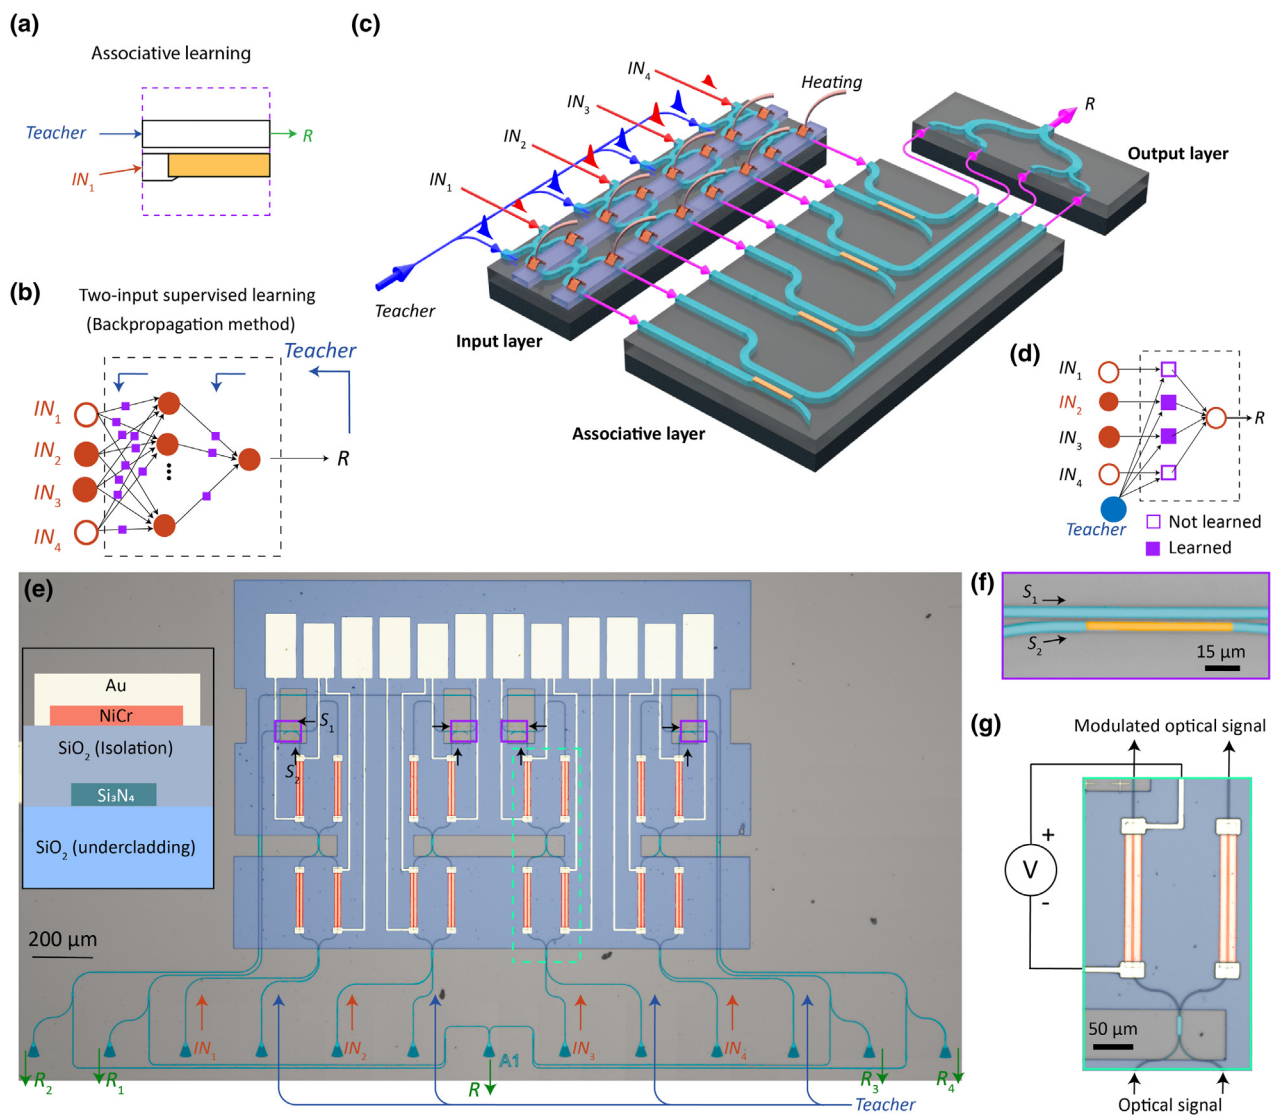 (a)
Associative learning
Teacher
R
IN1
(b)
Two-input supervised learning
(Backpropagation method)
Teacher
IN1
IN2
IN3
IN4
R
(c)
IN4
IN3
IN2
IN1
Heating
R
Teacher
Input layer
Associative layer
Output layer
(d)
IN1
IN2
IN3
IN4
R
Teacher
Not learned
Learned
(e)
Au
NiCr
SiO2 (Isolation)
Si₃N₄
SiO2 (undercladding)
200 μm
S1
S2
IN1
IN2
A1
IN3
IN4
R2
R1
R
R3
R4
Teacher
(f)
S1
S2
15 μm
(g)
Modulated optical signal
+
V
-
50 μm
Optical signal